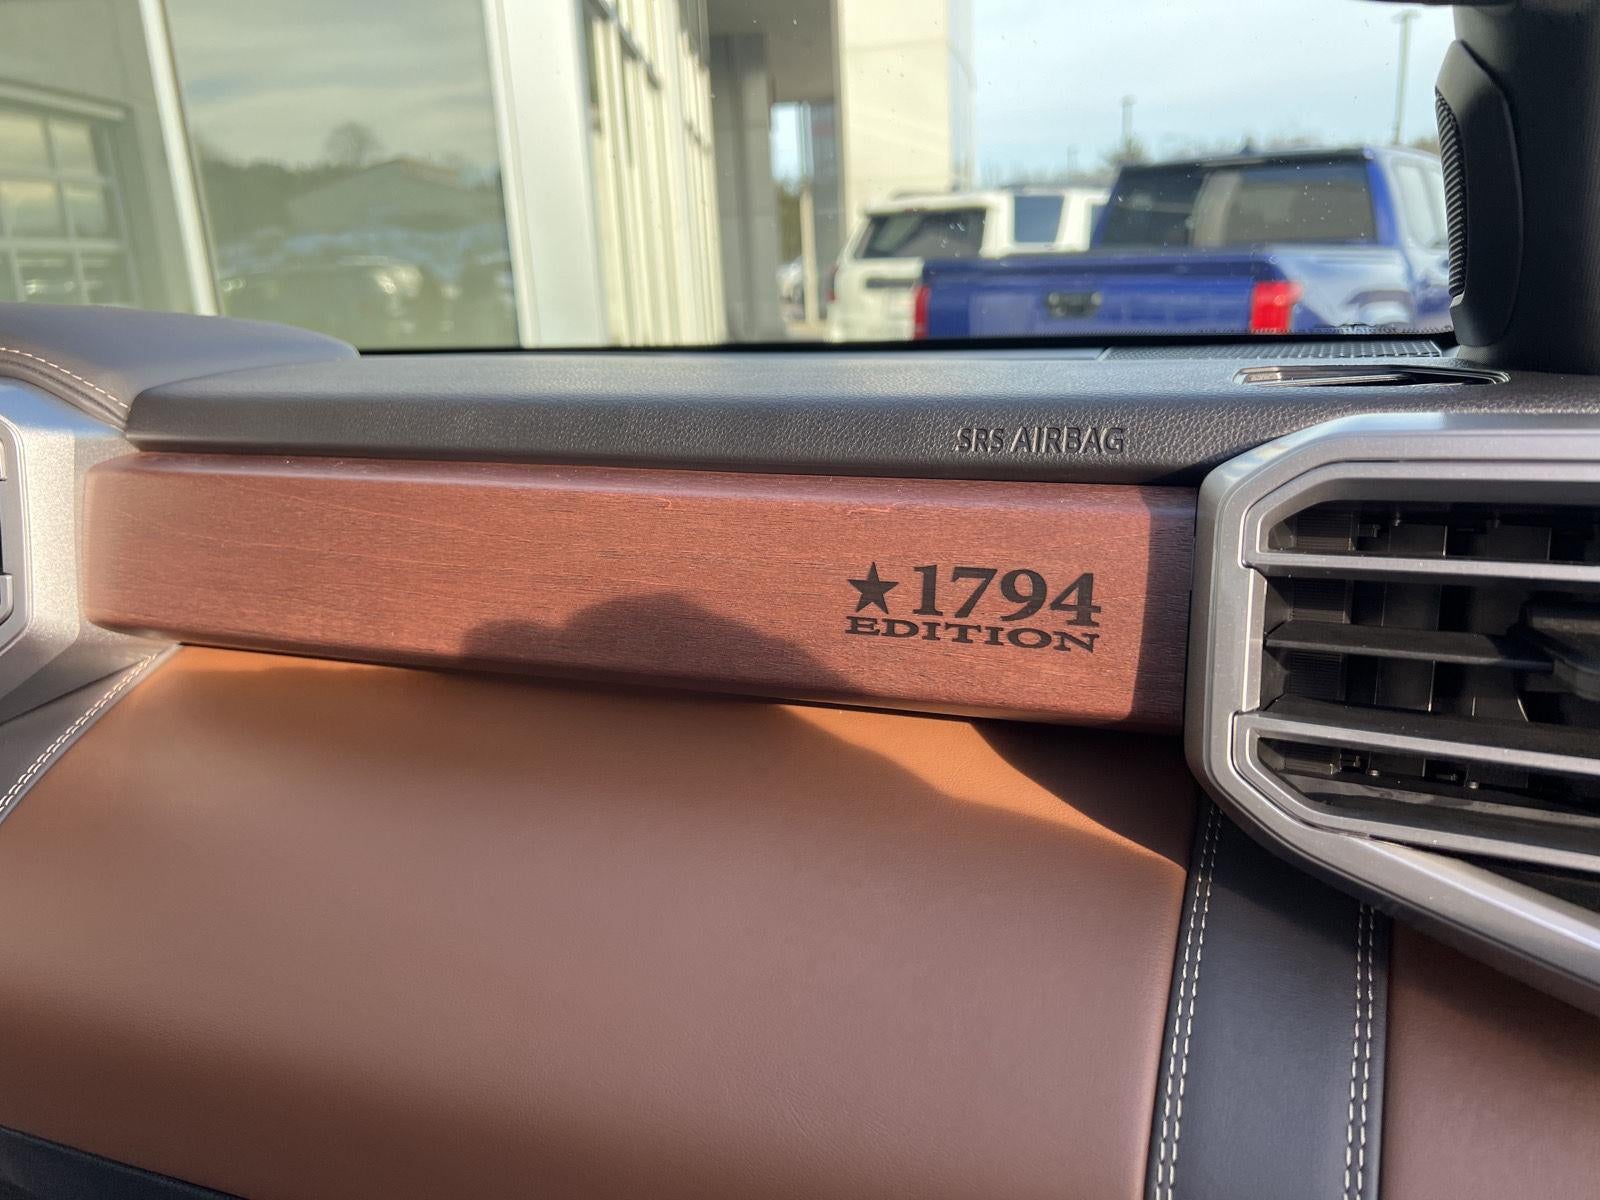 SRS AIRBAG
★1794
EDITION